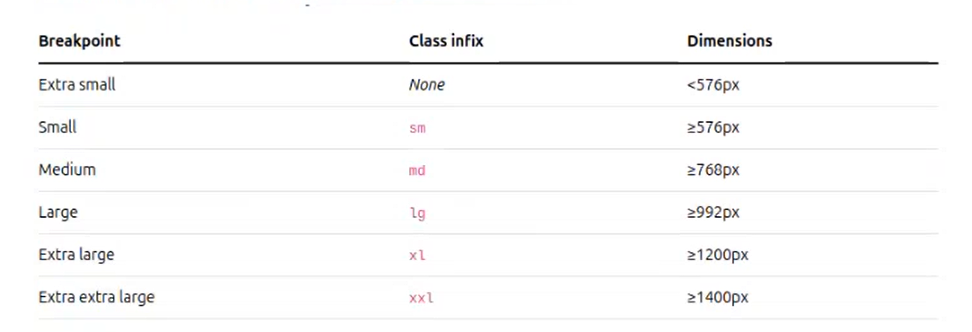 Breakpoint Class infix Dimensions
Extra small None <576px
Small sm ≥576px
Medium md ≥768px
Large lg ≥992px
Extra large xl ≥1200px
Extra extra large xxl ≥1400px